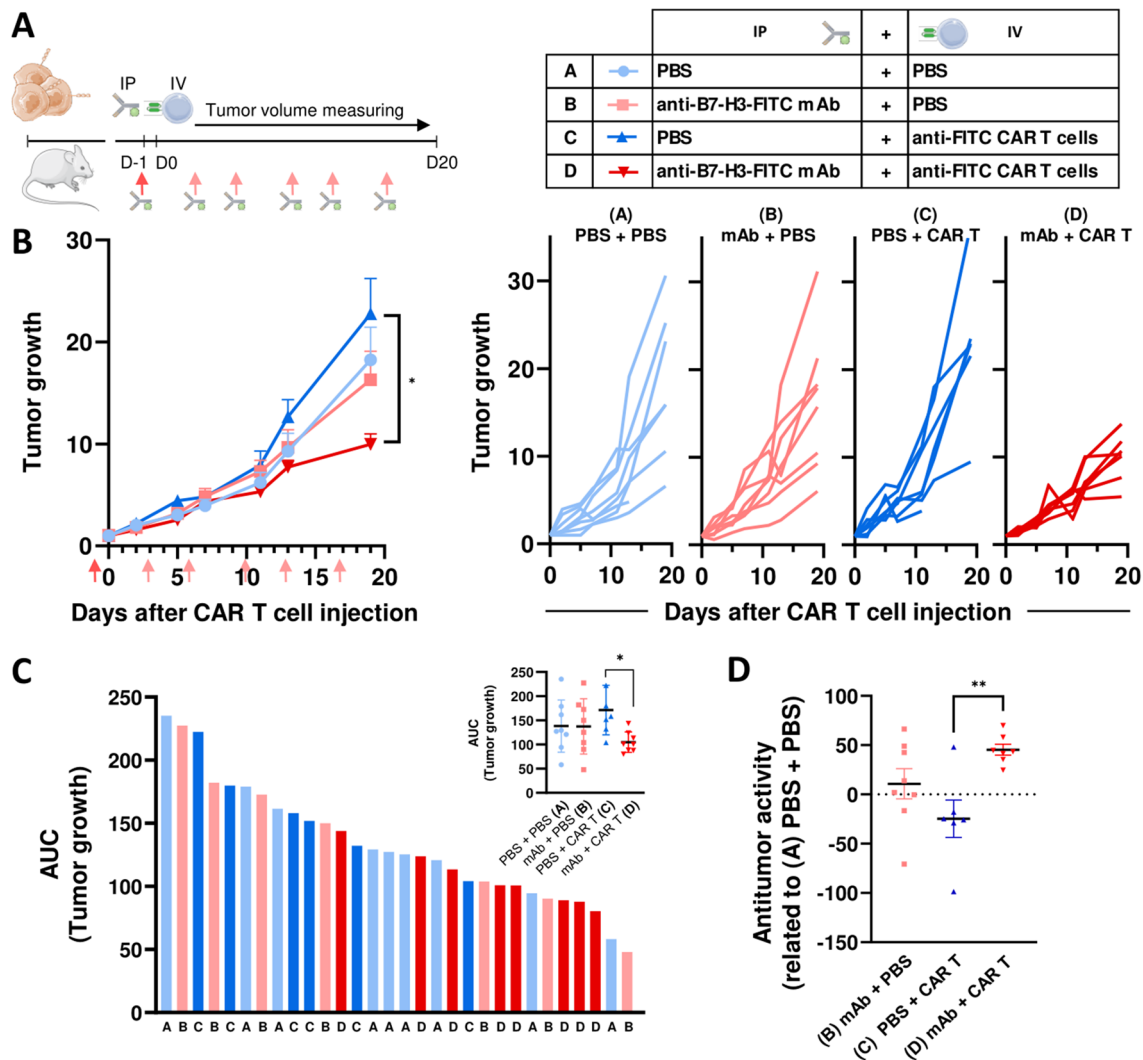 A
IP IV
Tumor volume measuring
D-1 D0 D20
IP + IV
A PBS + PBS
B anti-B7-H3-FITC mAb + PBS
C PBS + anti-FITC CAR T cells
D anti-B7-H3-FITC mAb + anti-FITC CAR T cells
B
Tumor growth
30
20
10
0
0 5 10 15 20
Days after CAR T cell injection
*
(A) (B) (C) (D)
PBS + PBS mAb + PBS PBS + CAR T mAb + CAR T
Tumor growth
30
20
10
0
0 10 20 0 10 20 0 10 20 0 10 20
Days after CAR T cell injection
C
AUC
(Tumor growth)
250
200
150
100
50
0
A B C B C A B A C C B D C A A A D A D C B D D A B D D D A B
AUC
(Tumor growth)
250
200
150
100
50
0
*
PBS + PBS (A)
mAb + PBS (B)
PBS + CAR T (C)
mAb + CAR T (D)
D
Antitumor activity
(related to (A) PBS + PBS)
100
50
0
-50
-100
-150
**
(B) mAb + PBS
(C) PBS + CAR T
(D) mAb + CAR T